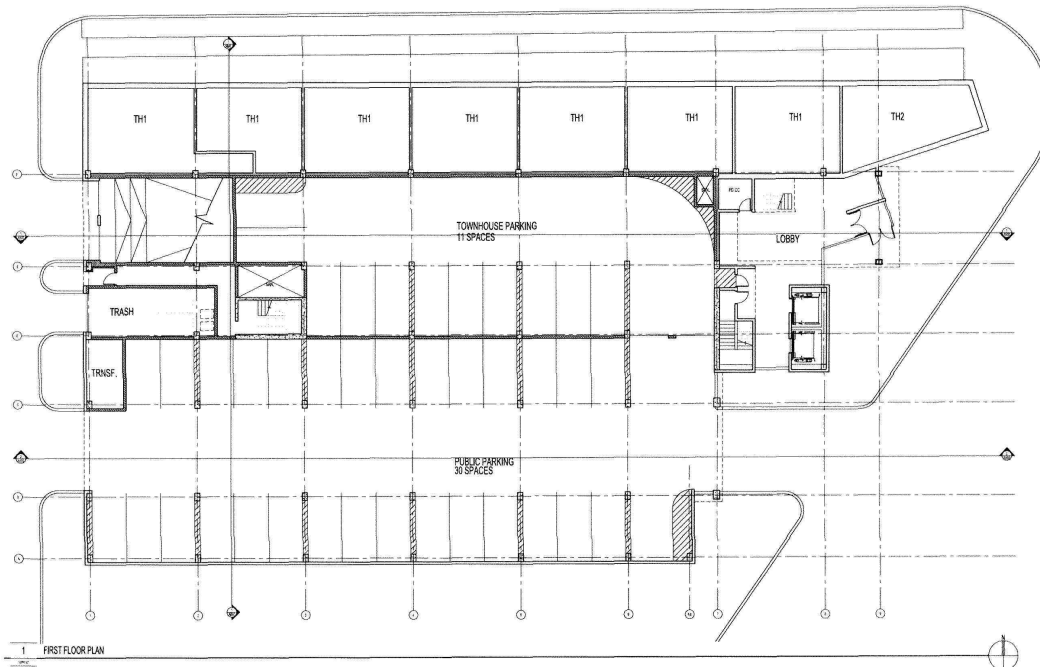 TH1
TH1
TH1
TH1
TH1
TH1
TH1
TH2
TOWNHOUSE PARKING
11 SPACES
LOBBY
TRASH
TRNSF.
PUBLIC PARKING
30 SPACES
1 FIRST FLOOR PLAN
N